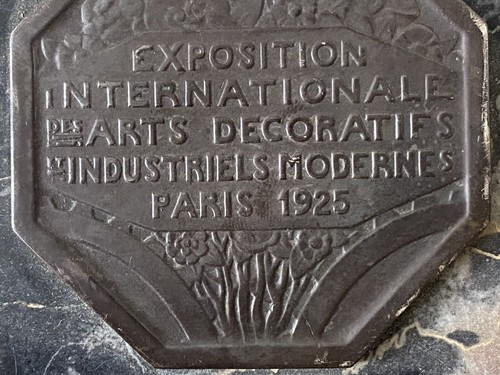 EXPOSITION
INTERNATIONALE
DES ARTS DECORATIFS
ET INDUSTRIELS MODERNES
PARIS 1925